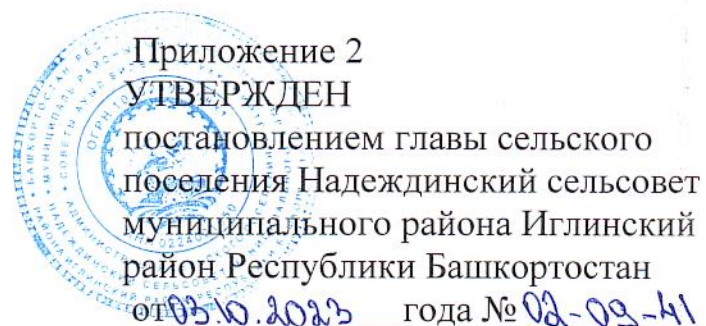 Приложение 2
УТВЕРЖДЕН
постановлением главы сельского
поселения Надеждинский сельсовет
муниципального района Иглинский
район Республики Башкортостан
от 03.10.2023 года № 02-09-41